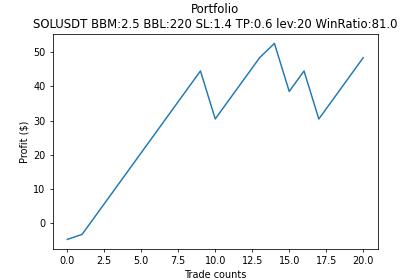 Portfolio
SOLUSDT BBM:2.5 BBL:220 SL:1.4 TP:0.6 lev:20 WinRatio:81.0
50
40
30
20
10
0
Profit ($)
0.0 2.5 5.0 7.5 10.0 12.5 15.0 17.5 20.0
Trade counts